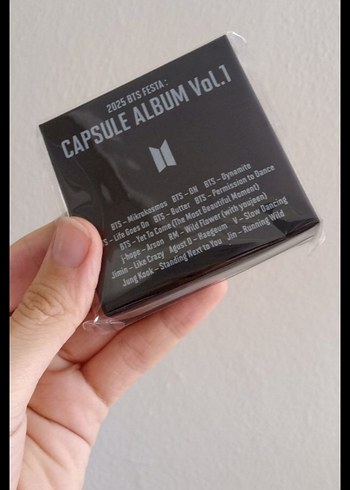 2025 BTS FESTA :
CAPSULE ALBUM Vol.1
BTS – Mikrokosmos BTS – ON BTS – Dynamite
– Life Goes On BTS – Butter BTS – Permission to Dance
BTS – Yet To Come (The Most Beautiful Moment)
j-hope – Arson RM – Wild Flower (with youjeen)
Jimin – Like Crazy Agust D – Haegeum V – Slow Dancing
Jung Kook – Standing Next to You Jin – Running Wild